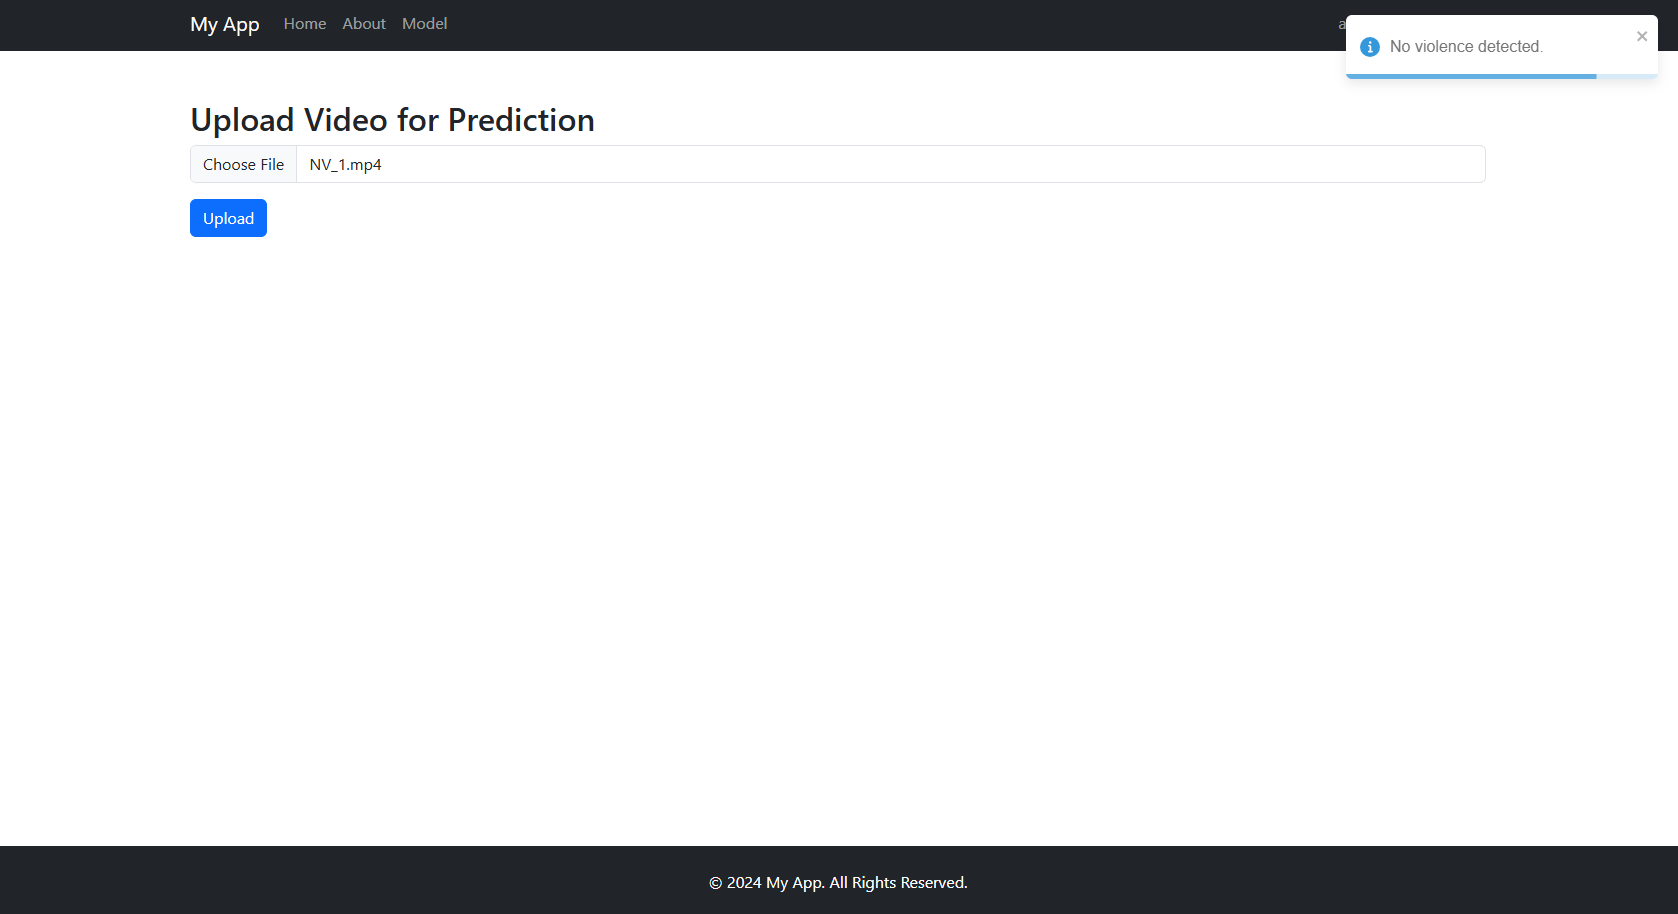 My App Home About Model
No violence detected.
Upload Video for Prediction
Choose File NV_1.mp4
Upload
© 2024 My App. All Rights Reserved.